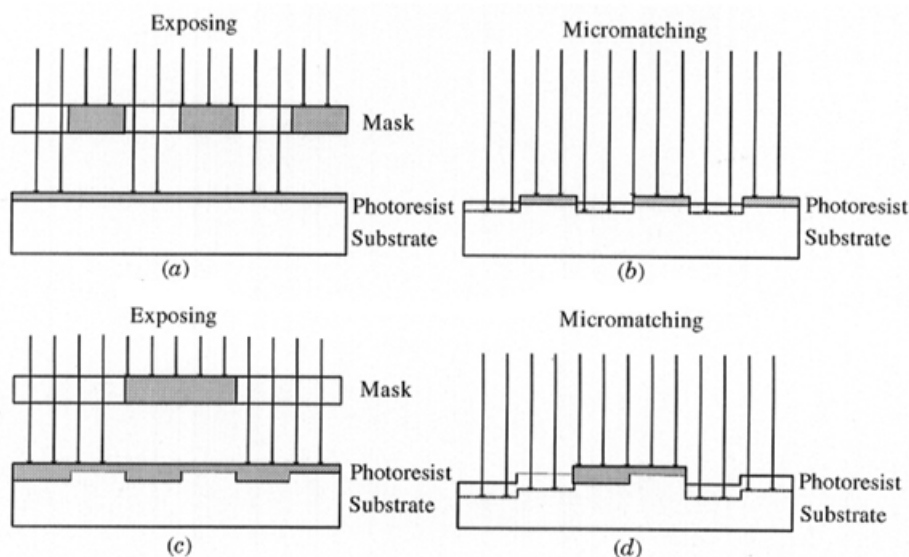 Exposing
Mask
Photoresist
Substrate
(a)
Micromatching
Photoresist
Substrate
(b)
Exposing
Mask
Photoresist
Substrate
(c)
Micromatching
Photoresist
Substrate
(d)